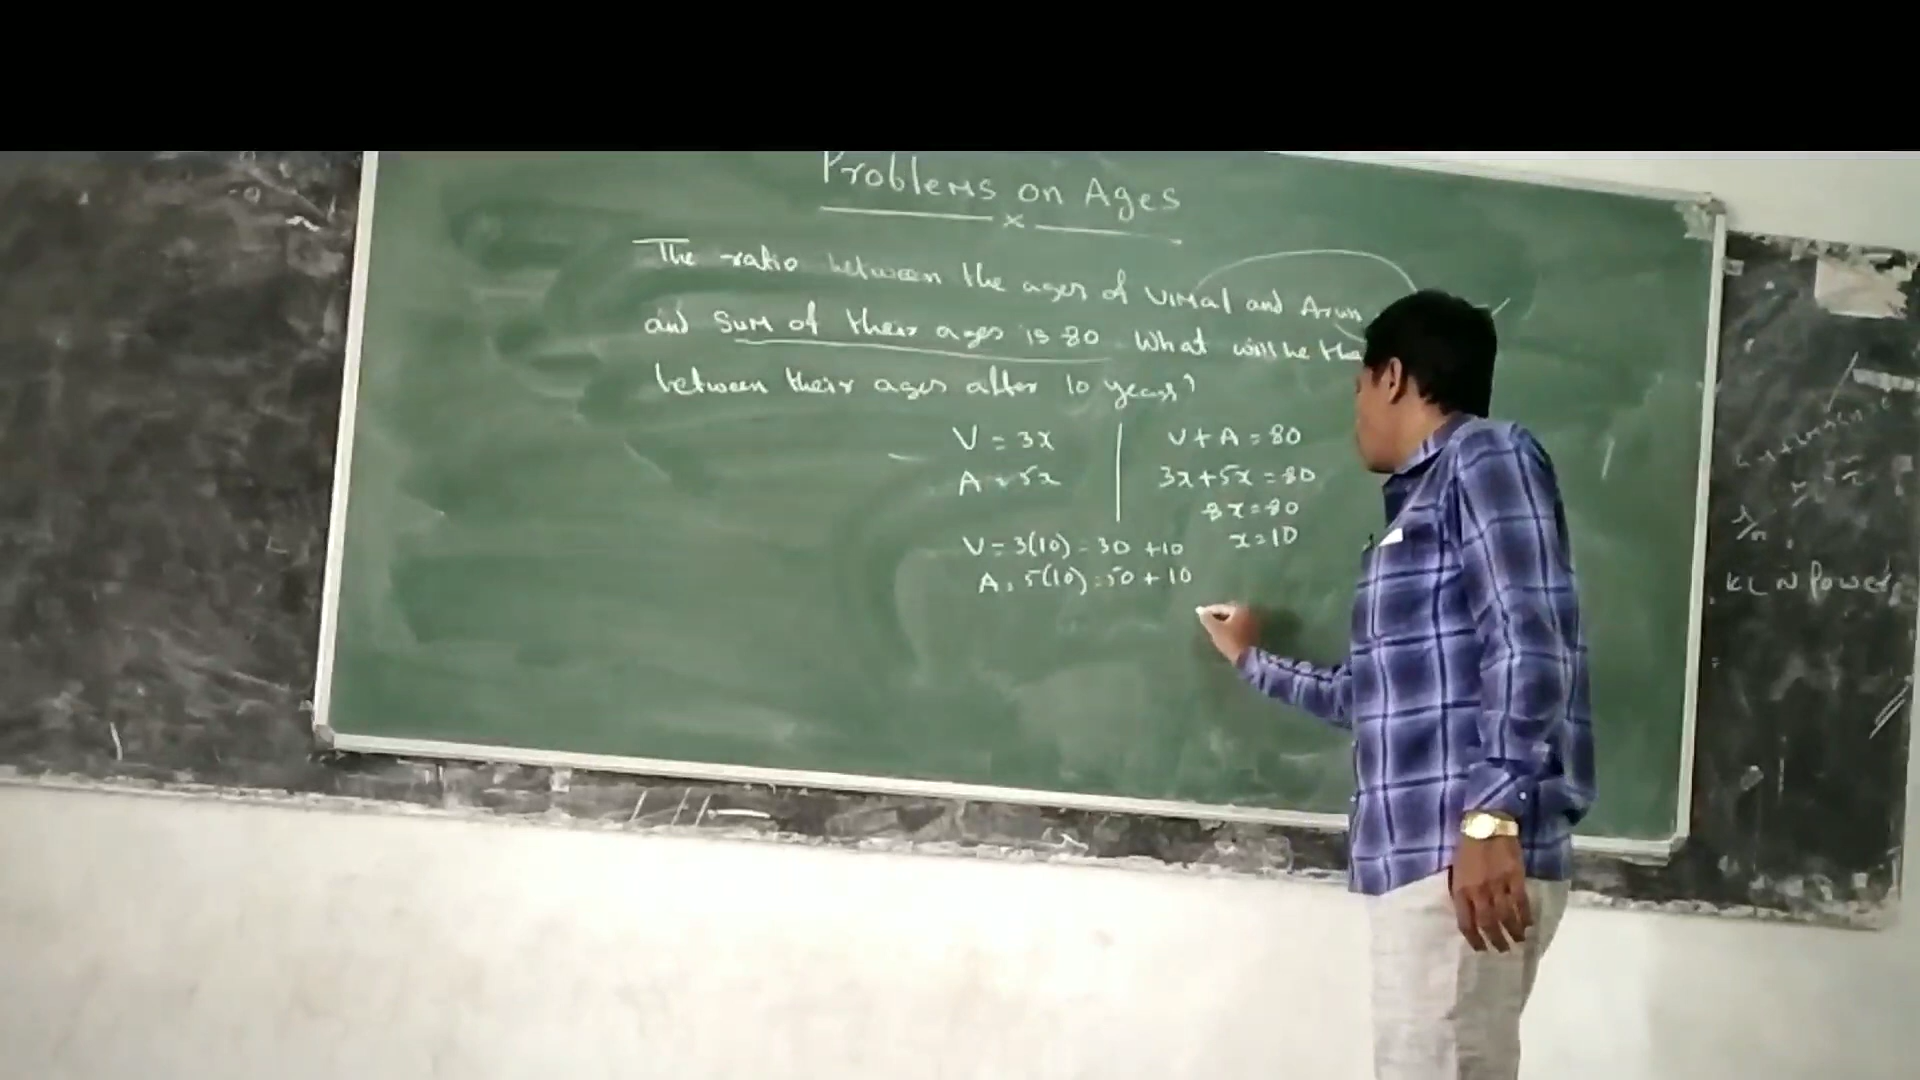 Problems on Ages
x
The ratio between the ages of Vimal and Arun
and Sum of their ages is 80 What will be the
between their ages after 10 years?
V = 3x
A = 5x
V + A = 80
3x+5x = 80
8x = 80
x = 10
V = 3(10) = 30 +10
A = 5(10) = 50 + 10
KLN Power